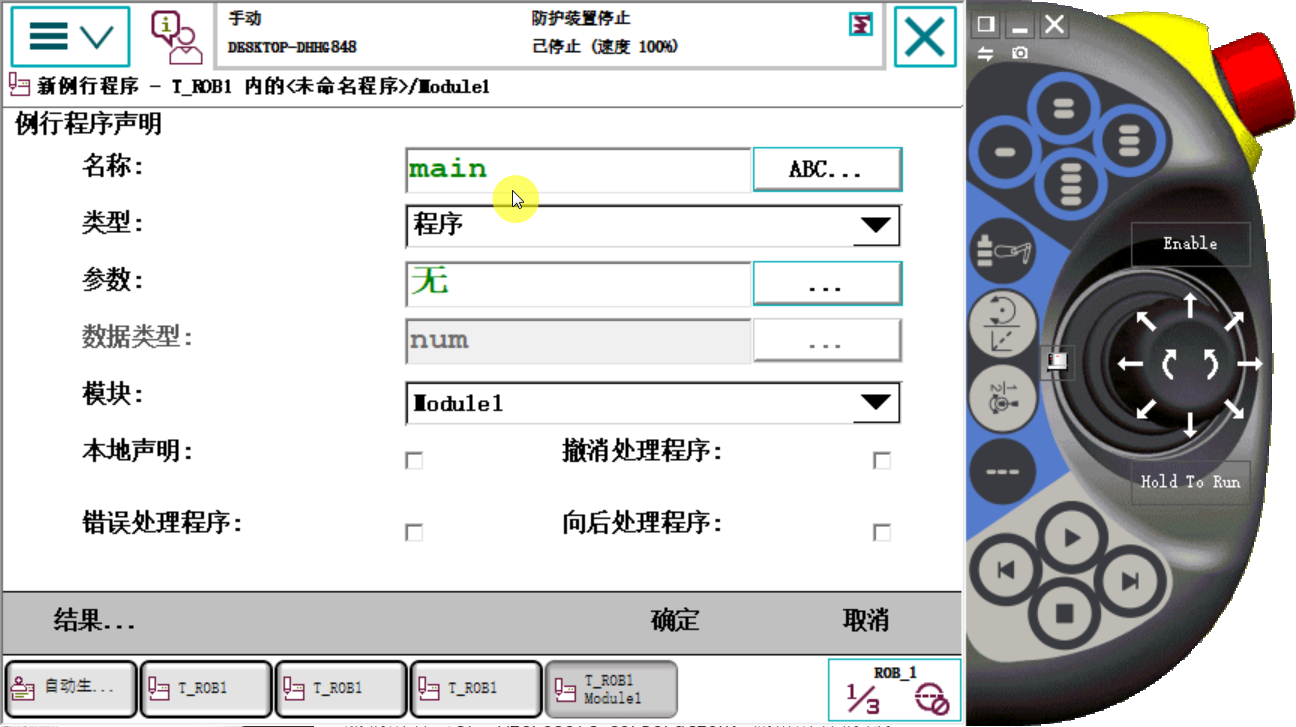 手动
防护装置停止
DESKTOP-DHHG848
己停止 (速度 100%)
新例行程序 - T_ROB1 内的<未命名程序>/Module1
例行程序声明
名称: main ABC...
类型: 程序
Enable
参数: 无 ...
数据类型: num ...
模块: Module1
本地声明: 撤消处理程序:
Hold To Run
错误处理程序: 向后处理程序:
结果... 确定 取消
自动生... T_ROB1 T_ROB1 T_ROB1 T_ROB1
Module1
ROB_1
1/3